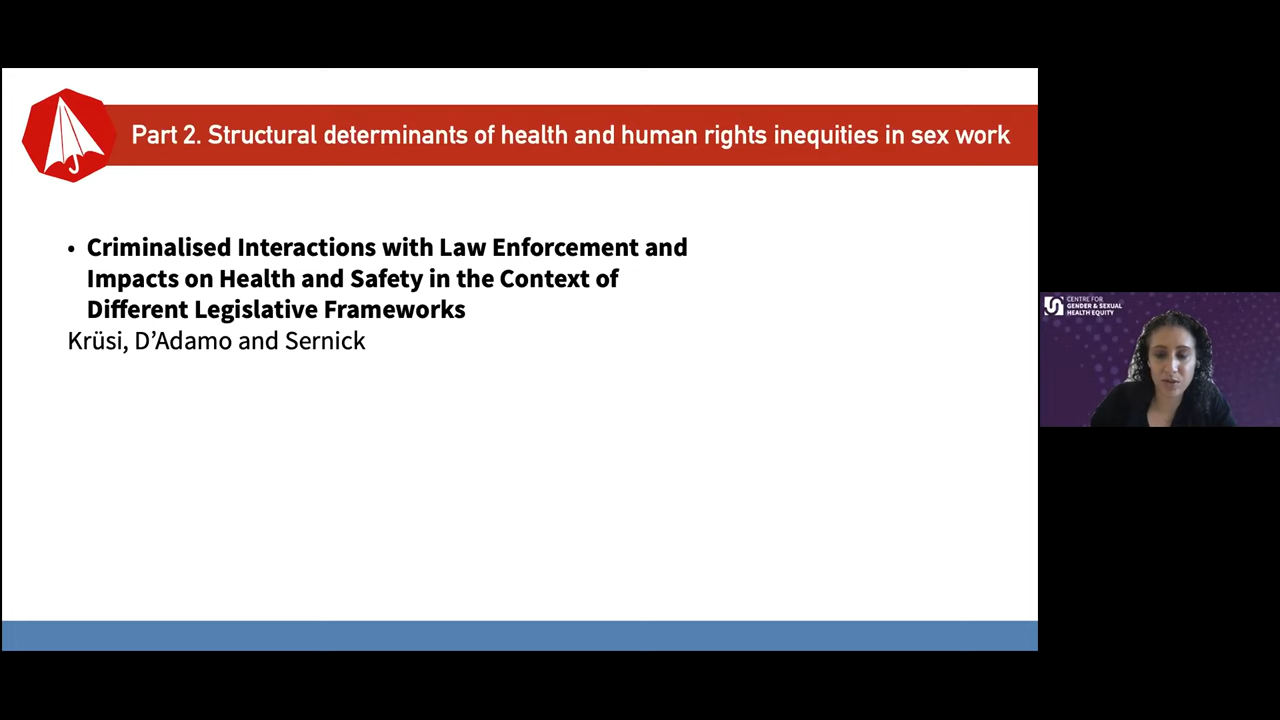 Part 2. Structural determinants of health and human rights inequities in sex work
• Criminalised Interactions with Law Enforcement and
Impacts on Health and Safety in the Context of
Different Legislative Frameworks
Krüsi, D’Adamo and Sernick
CENTRE FOR
GENDER & SEXUAL
HEALTH EQUITY